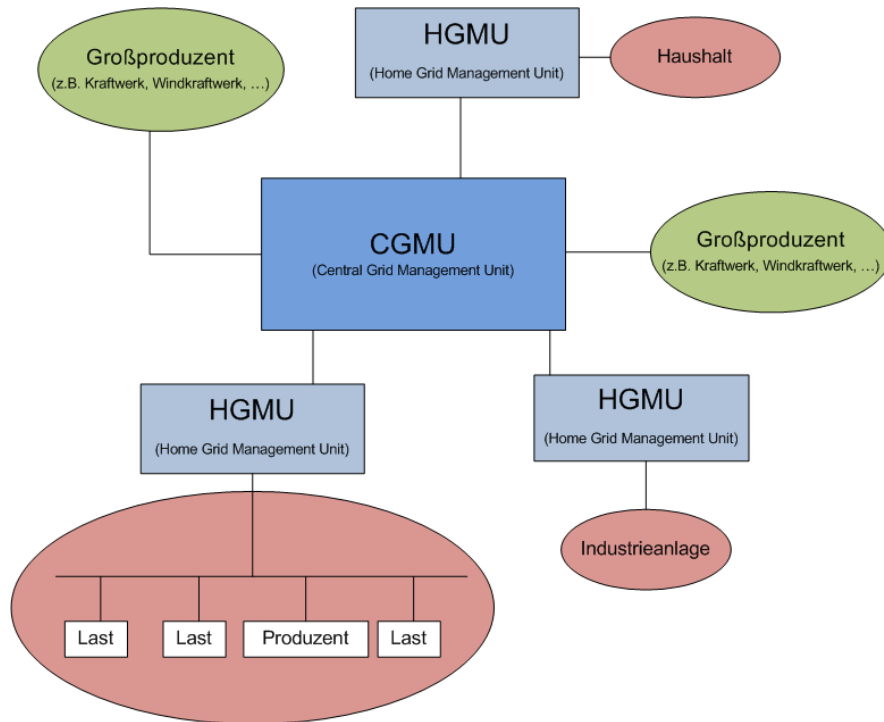 HGMU
(Home Grid Management Unit)
Haushalt
Großproduzent
(z.B. Kraftwerk, Windkraftwerk, ...)
CGMU
(Central Grid Management Unit)
Großproduzent
(z.B. Kraftwerk, Windkraftwerk, ...)
HGMU
(Home Grid Management Unit)
HGMU
(Home Grid Management Unit)
Industrieanlage
Last
Last
Produzent
Last